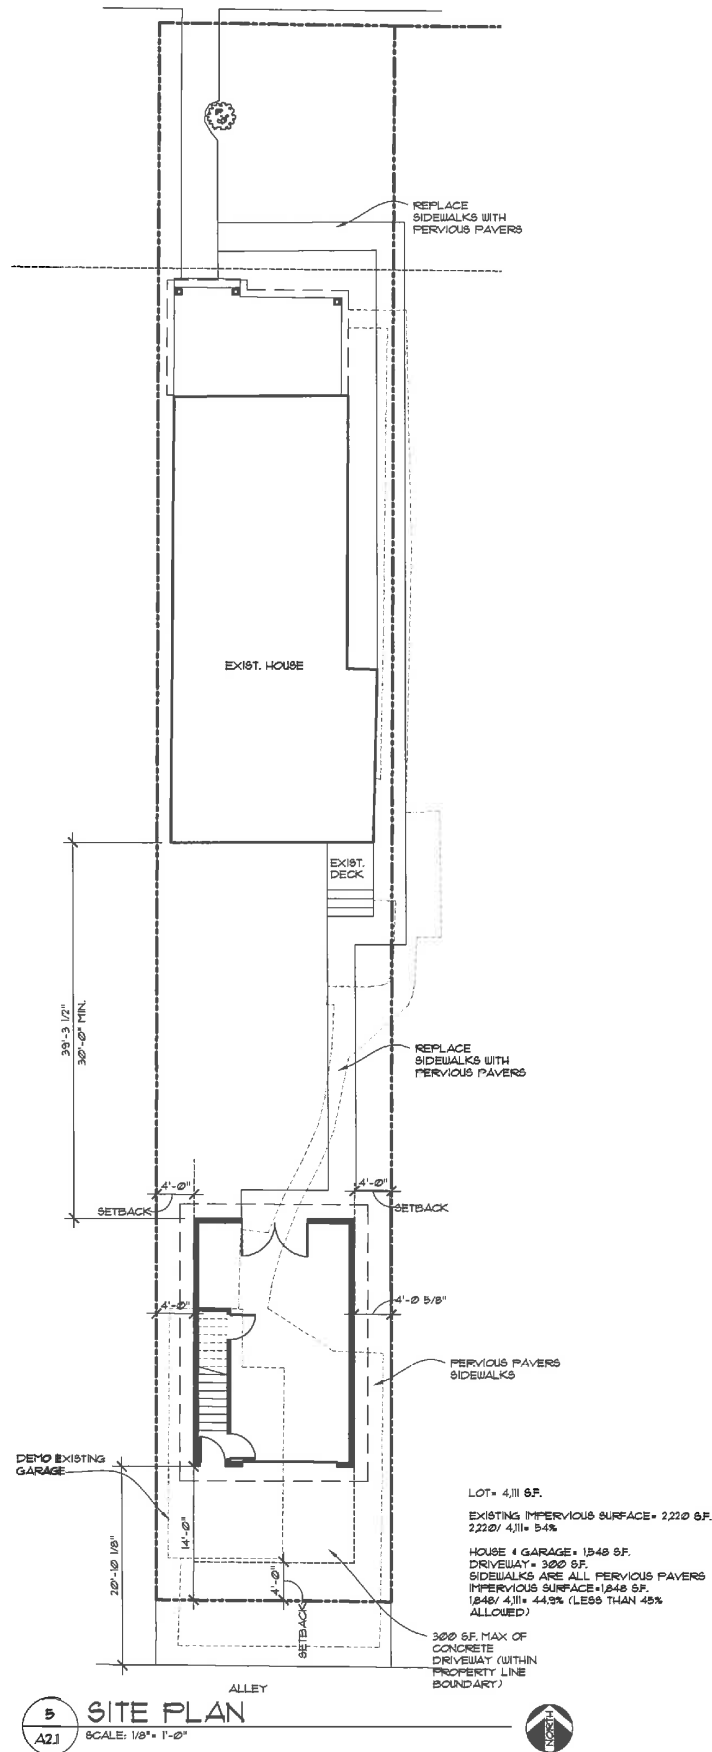 REPLACE
SIDEWALKS WITH
PERVIOUS PAVERS
EXIST. HOUSE
EXIST.
DECK
39'-3 1/2"
30'-0" MIN.
REPLACE
SIDEWALKS WITH
PERVIOUS PAVERS
4'-0"
4'-0"
SETBACK
SETBACK
4'-0"
4'-0 5/8"
PERVIOUS PAVERS
SIDEWALKS
DEMO EXISTING
GARAGE
LOT= 4,111 S.F.
EXISTING IMPERVIOUS SURFACE= 2,220 S.F.
2,220/ 4,111= 54%
HOUSE & GARAGE= 1,548 S.F.
DRIVEWAY= 300 S.F.
SIDEWALKS ARE ALL PERVIOUS PAVERS
IMPERVIOUS SURFACE=1,848 S.F.
1,848/ 4,111= 44.9% (LESS THAN 45%
ALLOWED)
14'-0"
20'-10 1/8"
4'-0"
SETBACK
300 S.F. MAX OF
CONCRETE
DRIVEWAY (WITHIN
PROPERTY LINE
BOUNDARY)
ALLEY
5
A2.1
SITE PLAN
SCALE: 1/8"= 1'-0"
NORTH